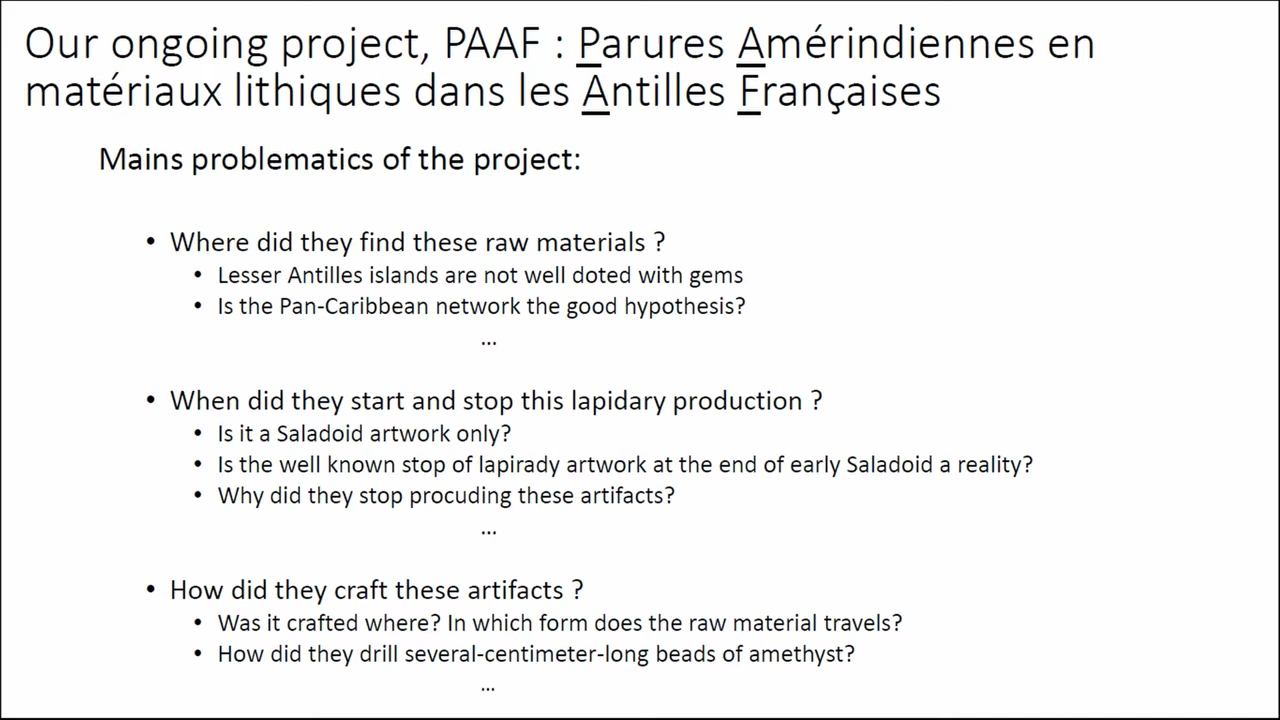 Our ongoing project, PAAF : Parures Amérindiennes en
matériaux lithiques dans les Antilles Françaises
Mains problematics of the project:
• Where did they find these raw materials ?
• Lesser Antilles islands are not well doted with gems
• Is the Pan-Caribbean network the good hypothesis?
...
• When did they start and stop this lapidary production ?
• Is it a Saladoid artwork only?
• Is the well known stop of lapirady artwork at the end of early Saladoid a reality?
• Why did they stop procuding these artifacts?
...
• How did they craft these artifacts ?
• Was it crafted where? In which form does the raw material travels?
• How did they drill several-centimeter-long beads of amethyst?
...